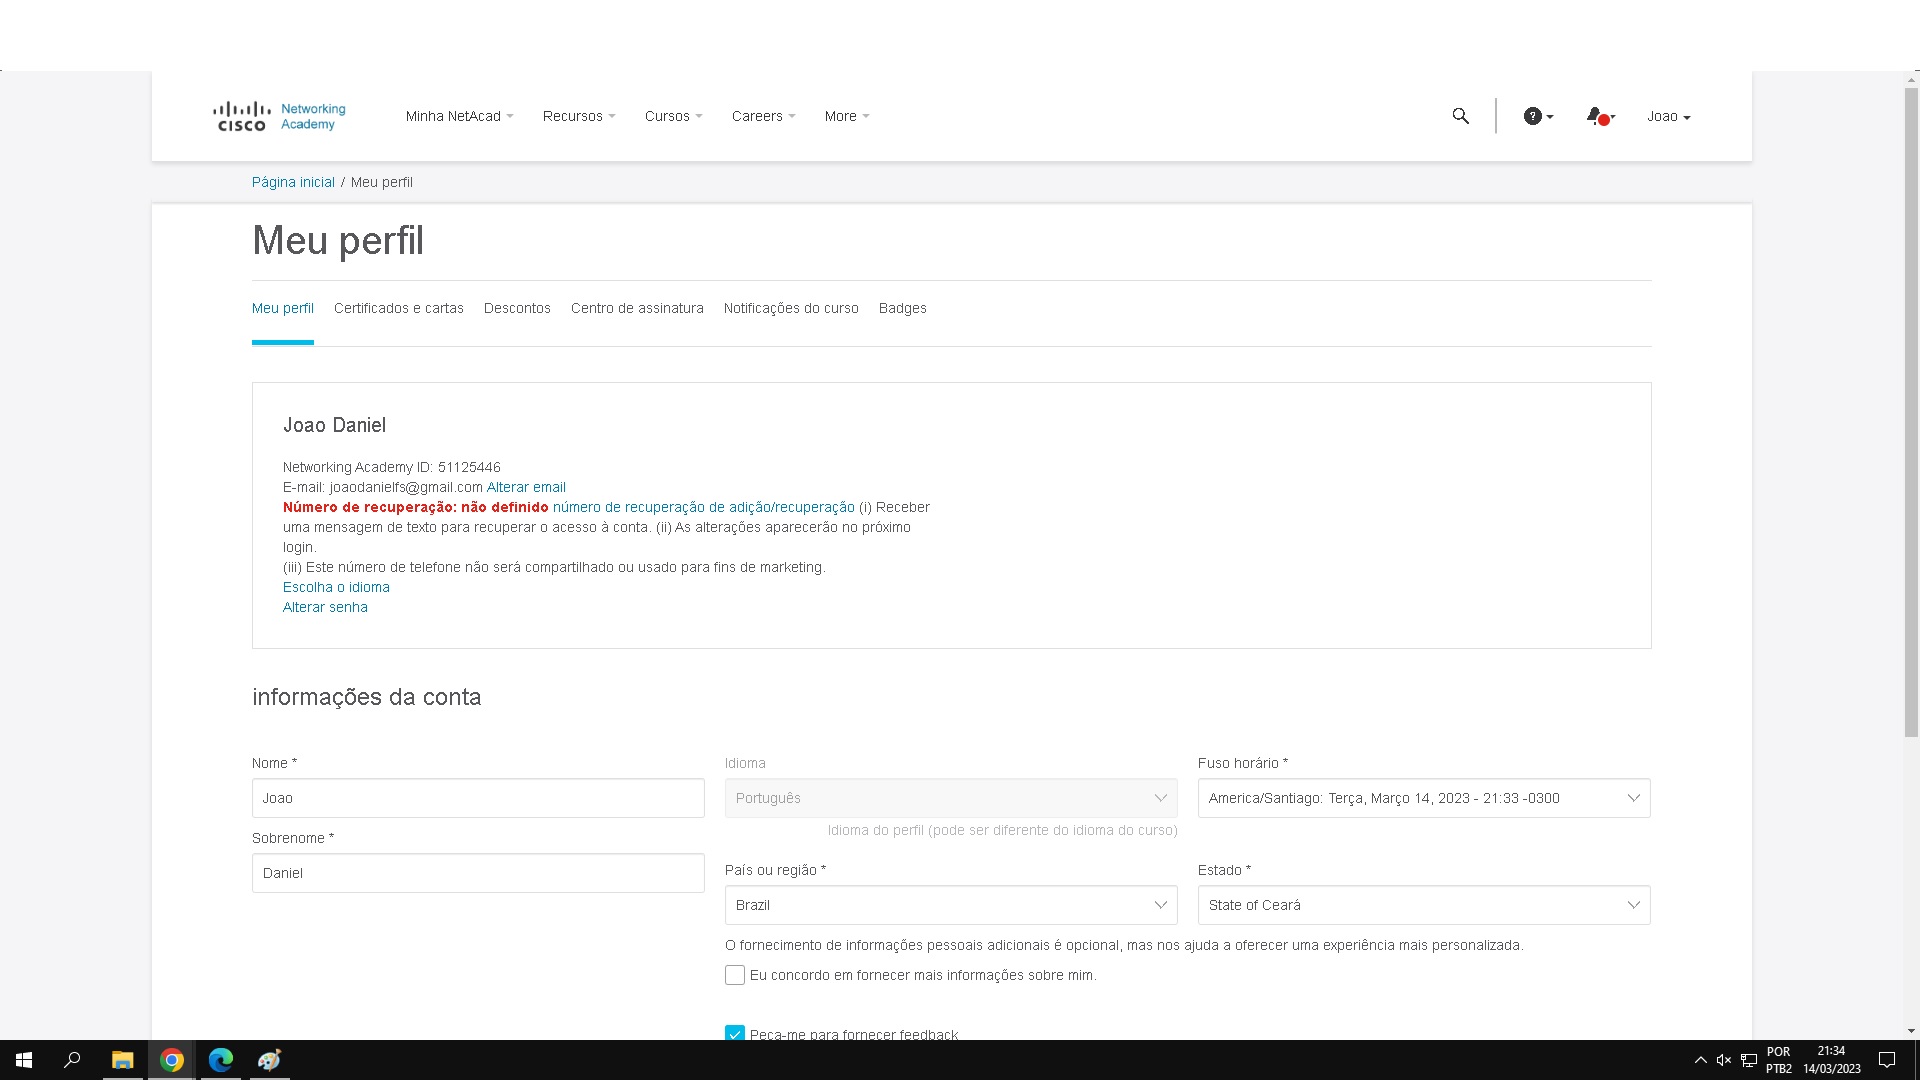 CISCO Networking Academy
Minha NetAcad Recursos Cursos Careers More ? Joao
Página inicial / Meu perfil
Meu perfil
Meu perfil Certificados e cartas Descontos Centro de assinatura Notificações do curso Badges
Joao Daniel
Networking Academy ID: 51125446
E-mail: joaodanielfs@gmail.com Alterar email
Número de recuperação: não definido número de recuperação de adição/recuperação (i) Receber
uma mensagem de texto para recuperar o acesso à conta. (ii) As alterações aparecerão no próximo
login.
(iii) Este número de telefone não será compartilhado ou usado para fins de marketing.
Escolha o idioma
Alterar senha
informações da conta
Nome *
Joao
Sobrenome *
Daniel
Idioma
Português
Idioma do perfil (pode ser diferente do idioma do curso)
Fuso horário *
America/Santiago: Terça, Março 14, 2023 - 21:33 -0300
País ou região *
Brazil
Estado *
State of Ceará
O fornecimento de informações pessoais adicionais é opcional, mas nos ajuda a oferecer uma experiência mais personalizada.
Eu concordo em fornecer mais informações sobre mim.
Peça-me para fornecer feedback
POR
PTB2
21:34
14/03/2023